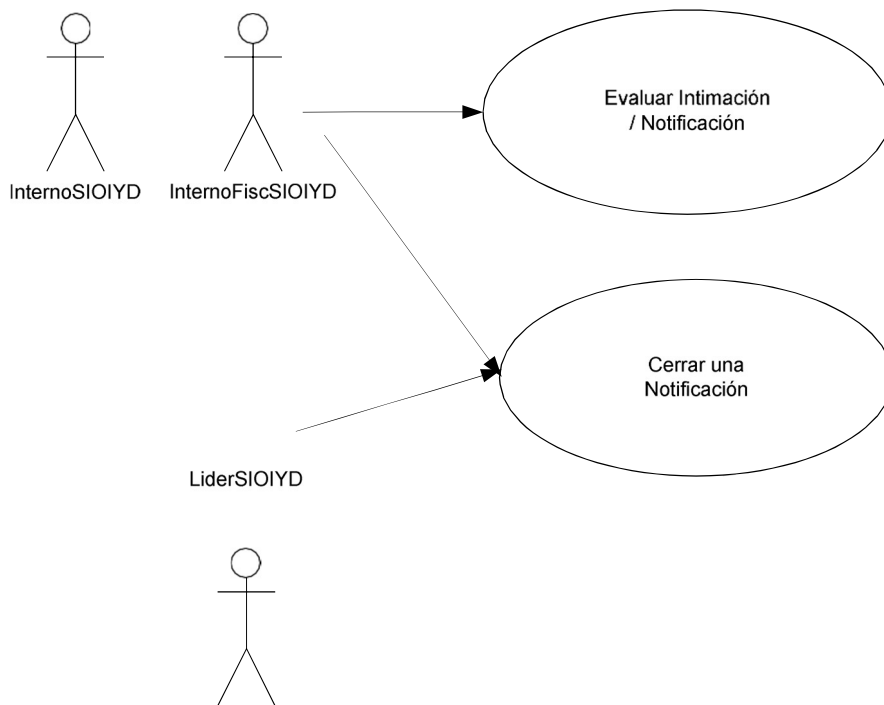 Evaluar Intimación
/ Notificación
InternoSIOIYD
InternoFiscSIOIYD
Cerrar una
Notificación
LiderSIOIYD